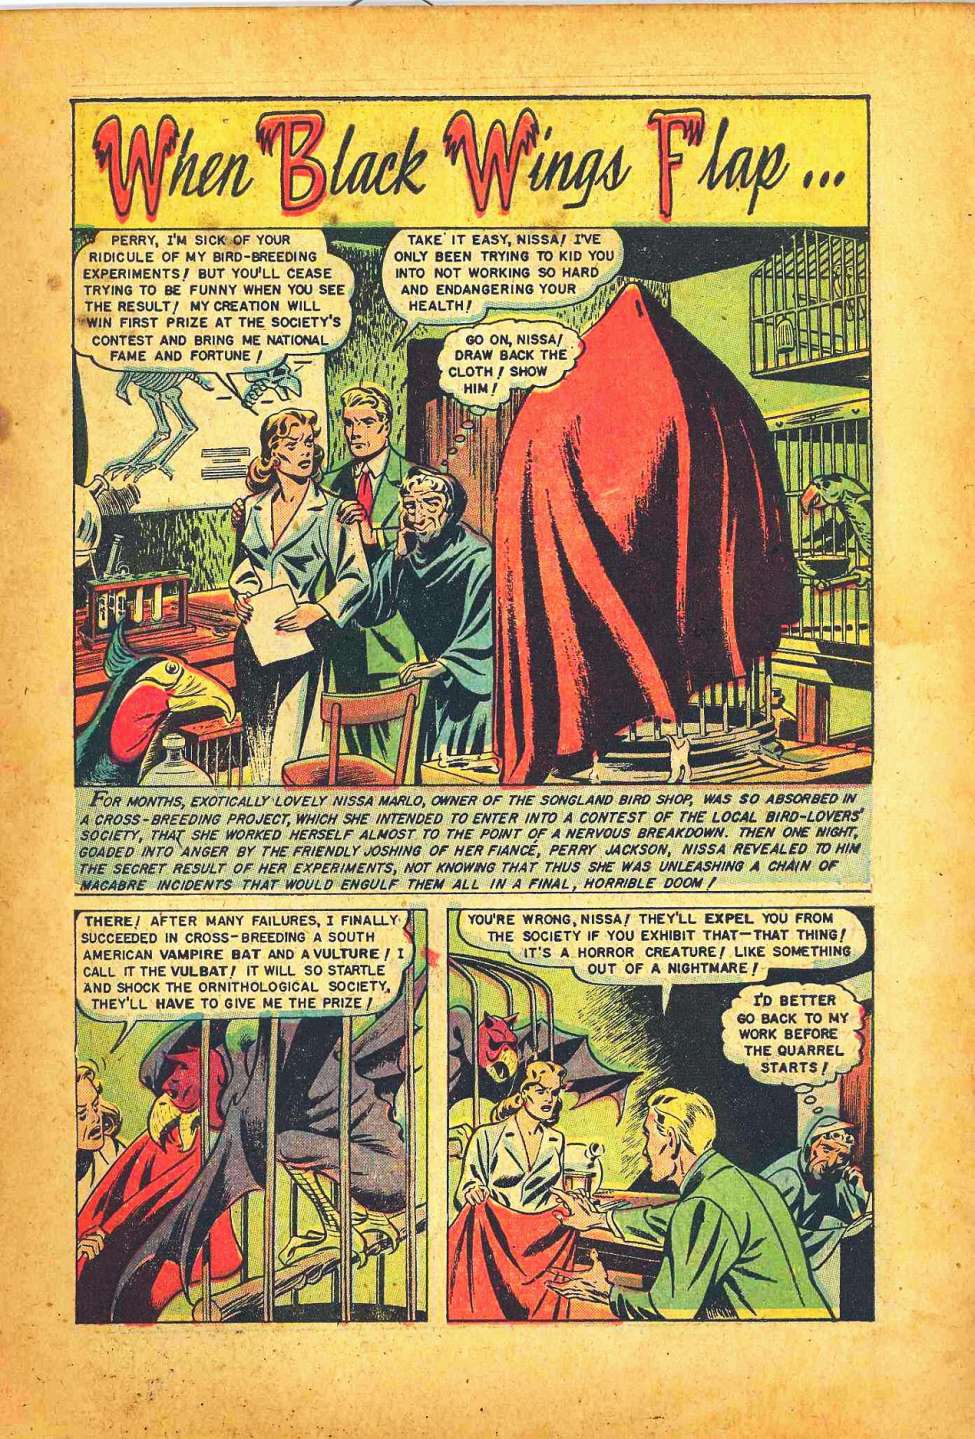 When Black Wings Flap...
PERRY, I'M SICK OF YOUR
RIDICULE OF MY BIRD-BREEDING
EXPERIMENTS! BUT YOU'LL CEASE
TRYING TO BE FUNNY WHEN YOU SEE
THE RESULT! MY CREATION WILL
WIN FIRST PRIZE AT THE SOCIETY'S
CONTEST AND BRING ME NATIONAL
FAME AND FORTUNE!
TAKE IT EASY, NISSA! I'VE
ONLY BEEN TRYING TO KID YOU
INTO NOT WORKING SO HARD
AND ENDANGERING YOUR
HEALTH!
GO ON, NISSA!
DRAW BACK THE
CLOTH! SHOW
HIM!
FOR MONTHS, EXOTICALLY LOVELY NISSA MARLO, OWNER OF THE SONGLAND BIRD SHOP, WAS SO ABSORBED IN
A CROSS-BREEDING PROJECT, WHICH SHE INTENDED TO ENTER INTO A CONTEST OF THE LOCAL BIRD-LOVERS'
SOCIETY, THAT SHE WORKED HERSELF ALMOST TO THE POINT OF A NERVOUS BREAKDOWN. THEN ONE NIGHT,
GOADED INTO ANGER BY THE FRIENDLY JOSHING OF HER FIANCÉ, PERRY JACKSON, NISSA REVEALED TO HIM
THE SECRET RESULT OF HER EXPERIMENTS, NOT KNOWING THAT THUS SHE WAS UNLEASHING A CHAIN OF
MACABRE INCIDENTS THAT WOULD ENGULF THEM ALL IN A FINAL, HORRIBLE DOOM!
THERE! AFTER MANY FAILURES, I FINALLY
SUCCEEDED IN CROSS-BREEDING A SOUTH
AMERICAN VAMPIRE BAT AND A VULTURE! I
CALL IT THE VULBAT! IT WILL SO STARTLE
AND SHOCK THE ORNITHOLOGICAL SOCIETY,
THEY'LL HAVE TO GIVE ME THE PRIZE!
YOU'RE WRONG, NISSA! THEY'LL EXPEL YOU FROM
THE SOCIETY IF YOU EXHIBIT THAT—THAT THING!
IT'S A HORROR CREATURE! LIKE SOMETHING
OUT OF A NIGHTMARE!
I'D BETTER
GO BACK TO MY
WORK BEFORE
THE QUARREL
STARTS!